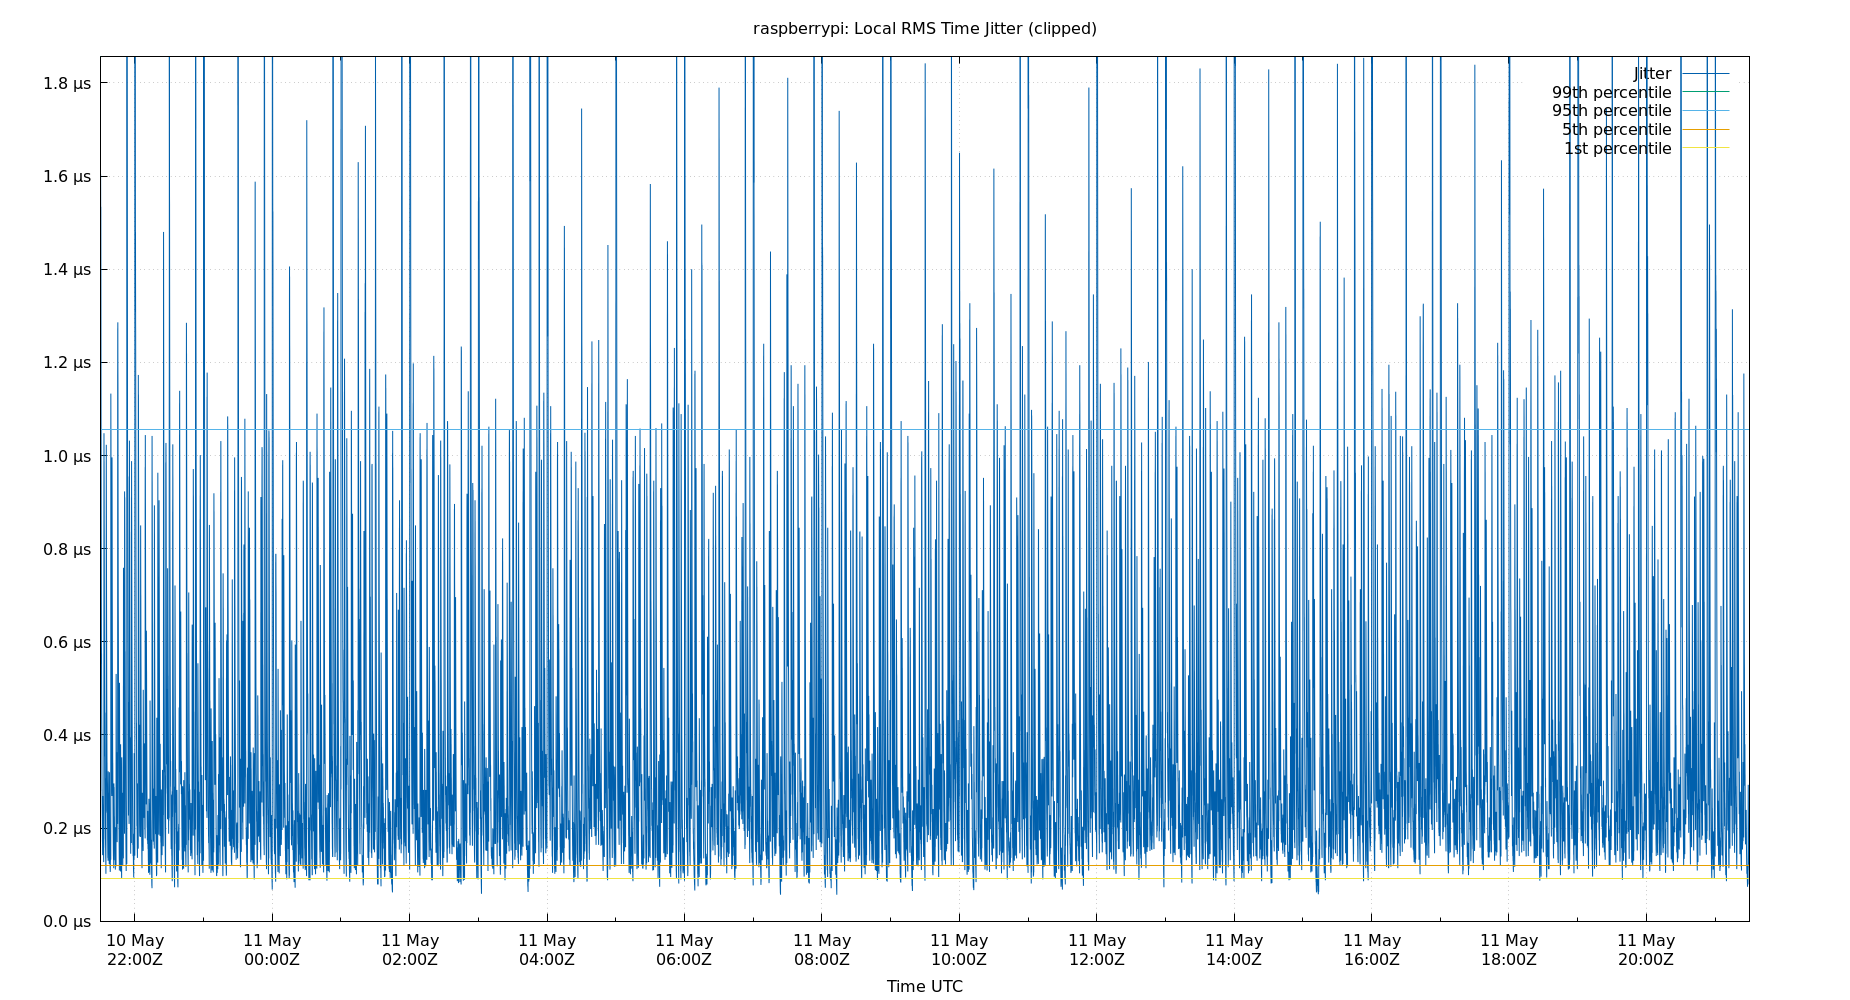 raspberrypi: Local RMS Time Jitter (clipped)
Jitter
99th percentile
95th percentile
5th percentile
1st percentile
1.8 µs
1.6 µs
1.4 µs
1.2 µs
1.0 µs
0.8 µs
0.6 µs
0.4 µs
0.2 µs
0.0 µs
10 May 11 May 11 May 11 May 11 May 11 May 11 May 11 May 11 May 11 May 11 May 11 May
22:00Z 00:00Z 02:00Z 04:00Z 06:00Z 08:00Z 10:00Z 12:00Z 14:00Z 16:00Z 18:00Z 20:00Z
Time UTC